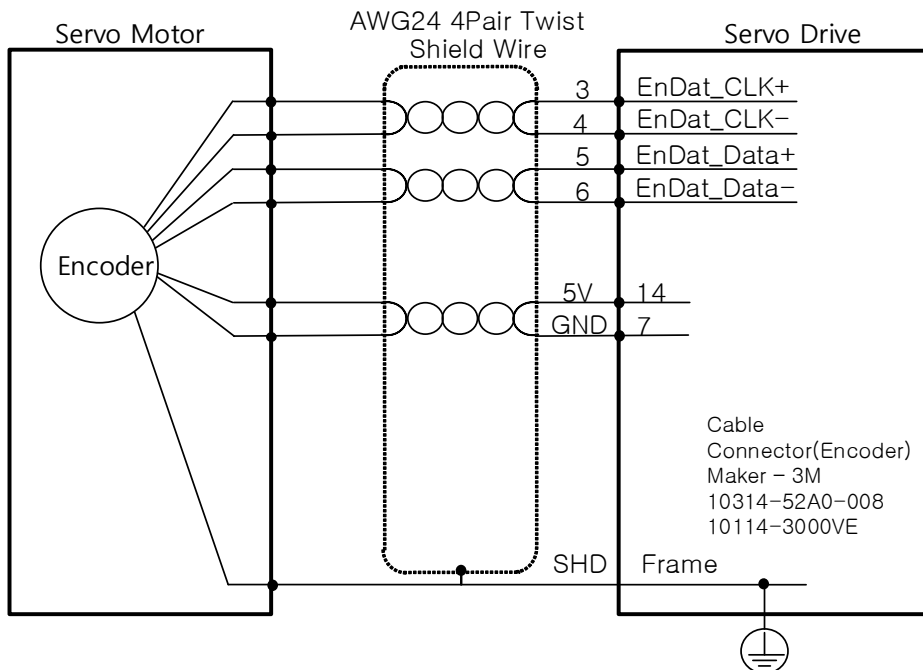 AWG24 4Pair Twist
Shield Wire
Servo Motor
Servo Drive
3
EnDat_CLK+
4
EnDat_CLK-
5
EnDat_Data+
6
EnDat_Data-
Encoder
5V
14
GND
7
Cable
Connector(Encoder)
Maker - 3M
10314-52A0-008
10114-3000VE
SHD
Frame